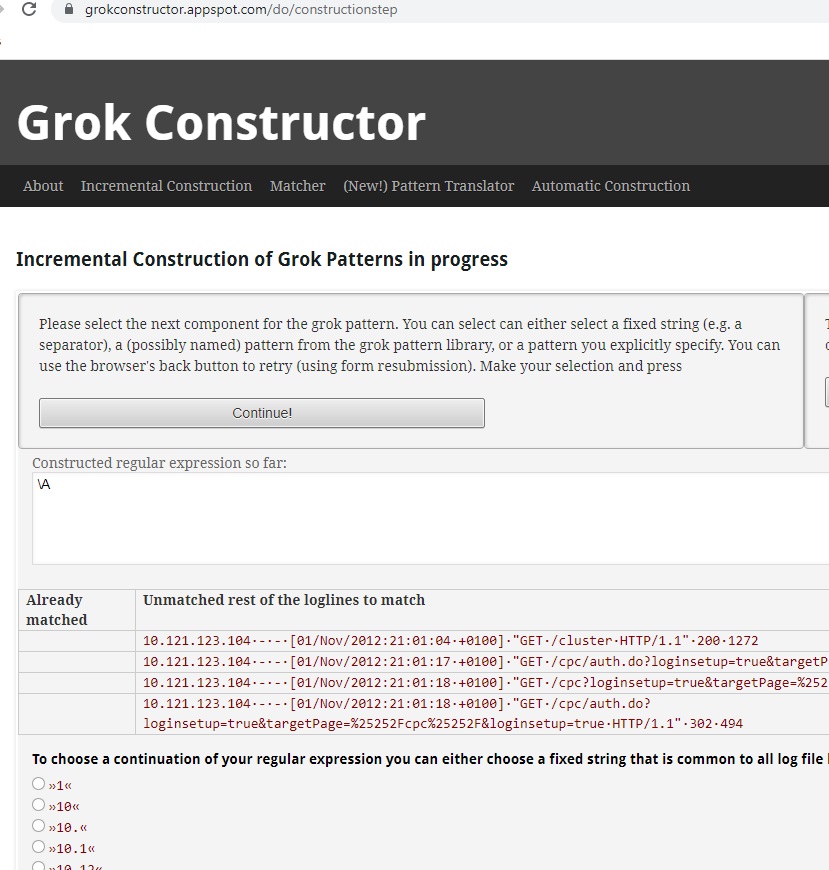 grokconstructor.appspot.com/do/constructionstep
Grok Constructor
About Incremental Construction Matcher (New!) Pattern Translator Automatic Construction
Incremental Construction of Grok Patterns in progress
Please select the next component for the grok pattern. You can select can either select a fixed string (e.g. a
separator), a (possibly named) pattern from the grok pattern library, or a pattern you explicitly specify. You can
use the browser's back button to retry (using form resubmission). Make your selection and press
Continue!
Constructed regular expression so far:
\A
Already
matched
Unmatched rest of the loglines to match
10.121.123.104·-·-·[01/Nov/2012:21:01:04·+0100]·"GET·/cluster·HTTP/1.1"·200·1272
10.121.123.104·-·-·[01/Nov/2012:21:01:17·+0100]·"GET·/cpc/auth.do?loginsetup=true&targetP
10.121.123.104·-·-·[01/Nov/2012:21:01:18·+0100]·"GET·/cpc?loginsetup=true&targetPage=%252
10.121.123.104·-·-·[01/Nov/2012:21:01:18·+0100]·"GET·/cpc/auth.do?
loginsetup=true&targetPage=%25252Fcpc%25252F&loginsetup=true·HTTP/1.1"·302·494
To choose a continuation of your regular expression you can either choose a fixed string that is common to all log file
»1«
»10«
»10.«
»10.1«
»10.12«